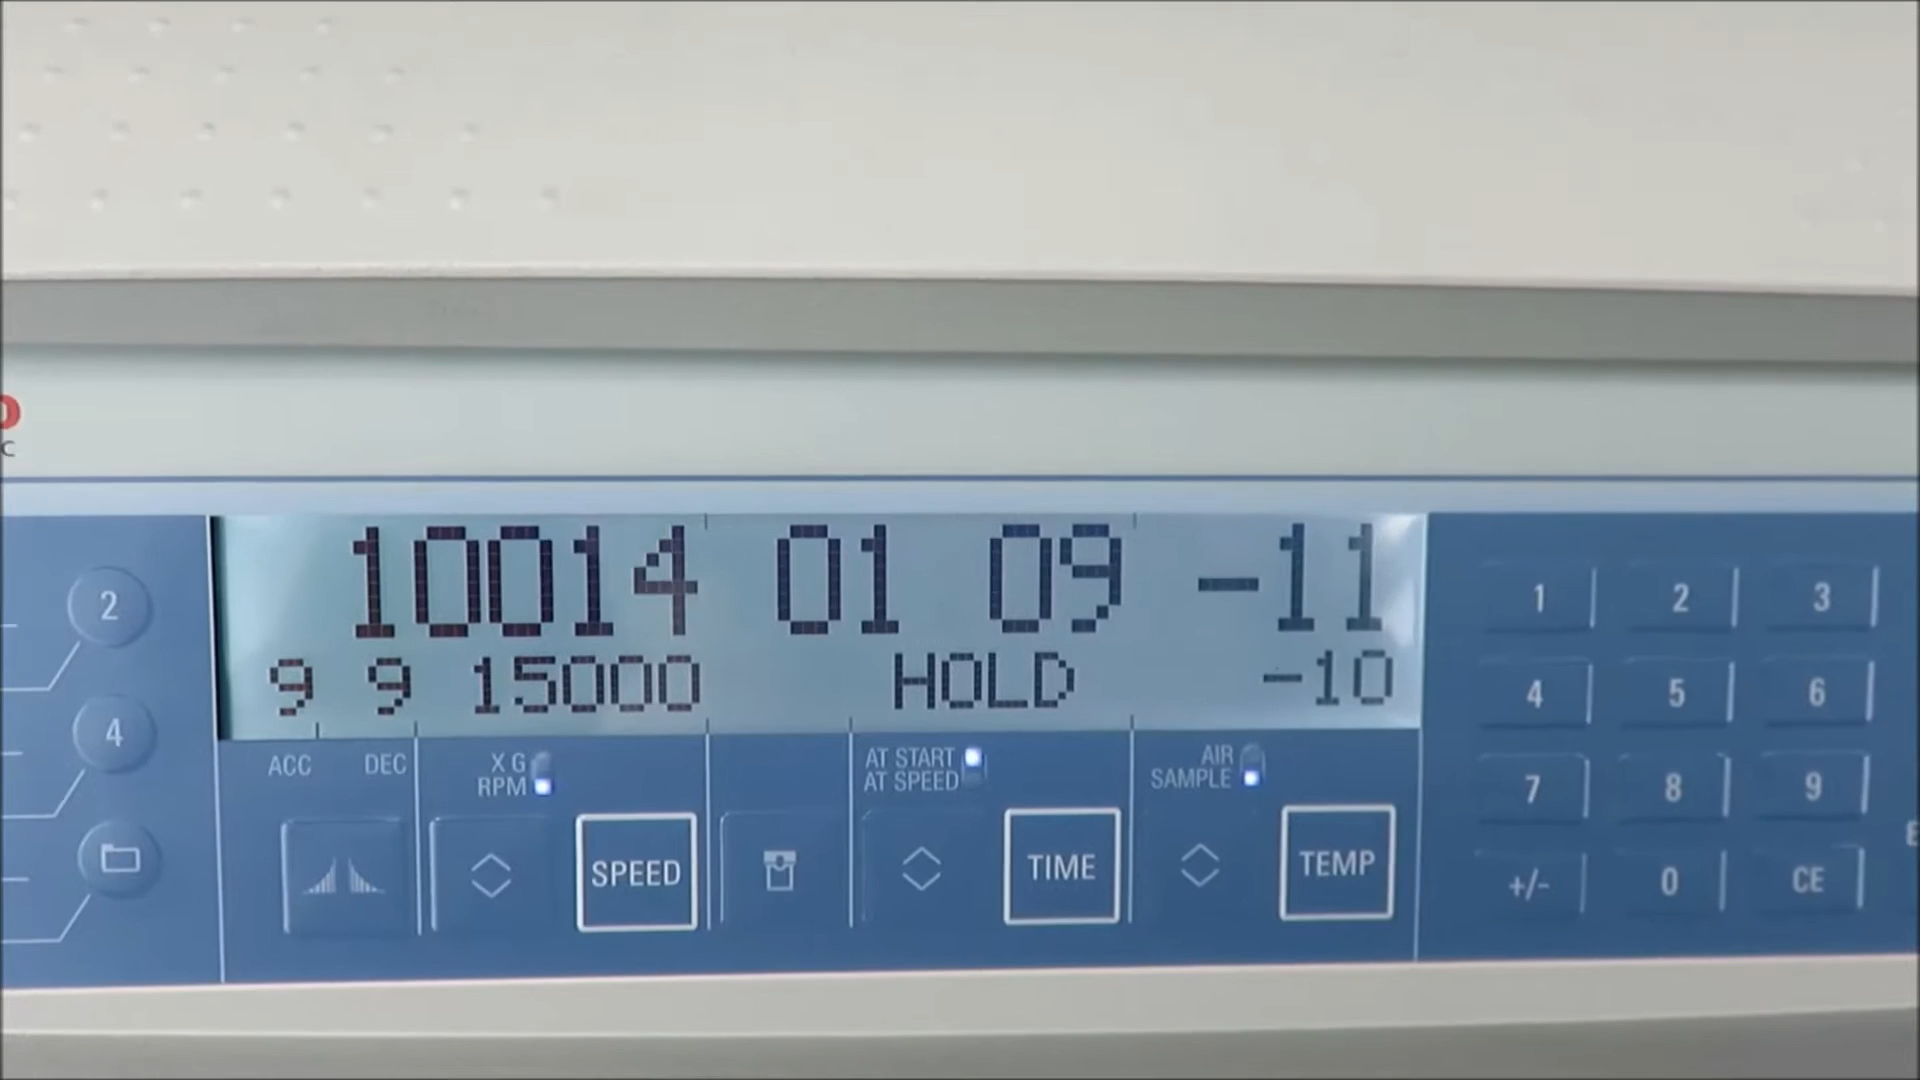 C
2
4
10014 01 09 -11
9 9 15000 HOLD -10
ACC DEC
X G
RPM
AT START
AT SPEED
AIR
SAMPLE
SPEED
TIME
TEMP
1 2 3
4 5 6
7 8 9
+/- 0 CE